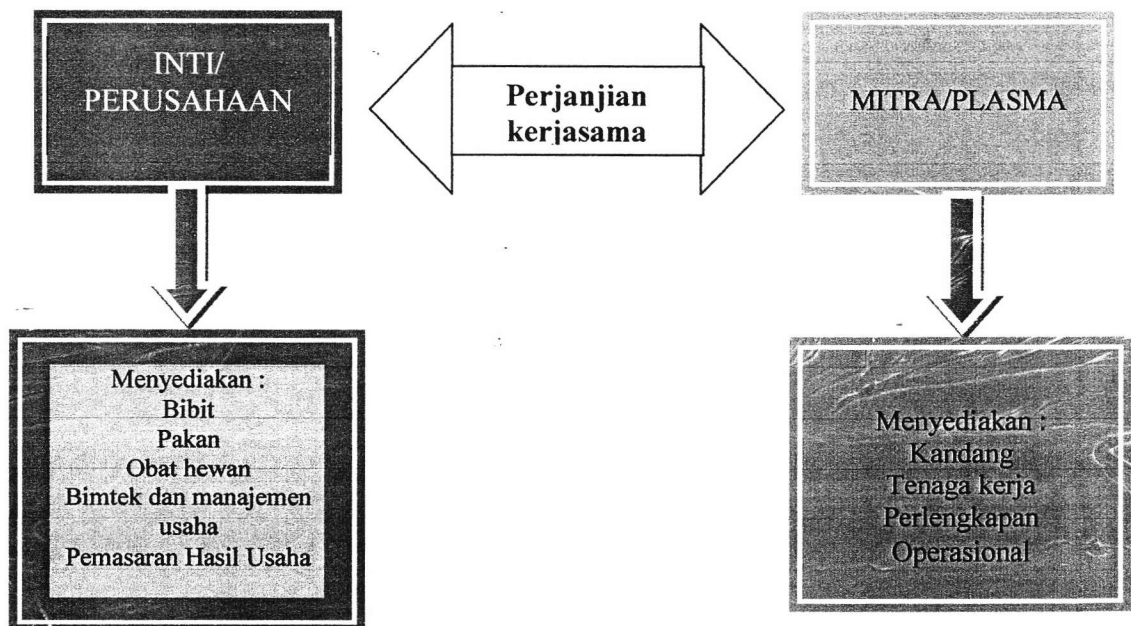 INTI/
PERUSAHAAN
Perjanjian
kerjasama
MITRA/PLASMA
Menyediakan :
Bibit
Pakan
Obat hewan
Bimtek dan manajemen
usaha
Pemasaran Hasil Usaha
Menyediakan :
Kandang
Tenaga kerja
Perlengkapan
Operasional